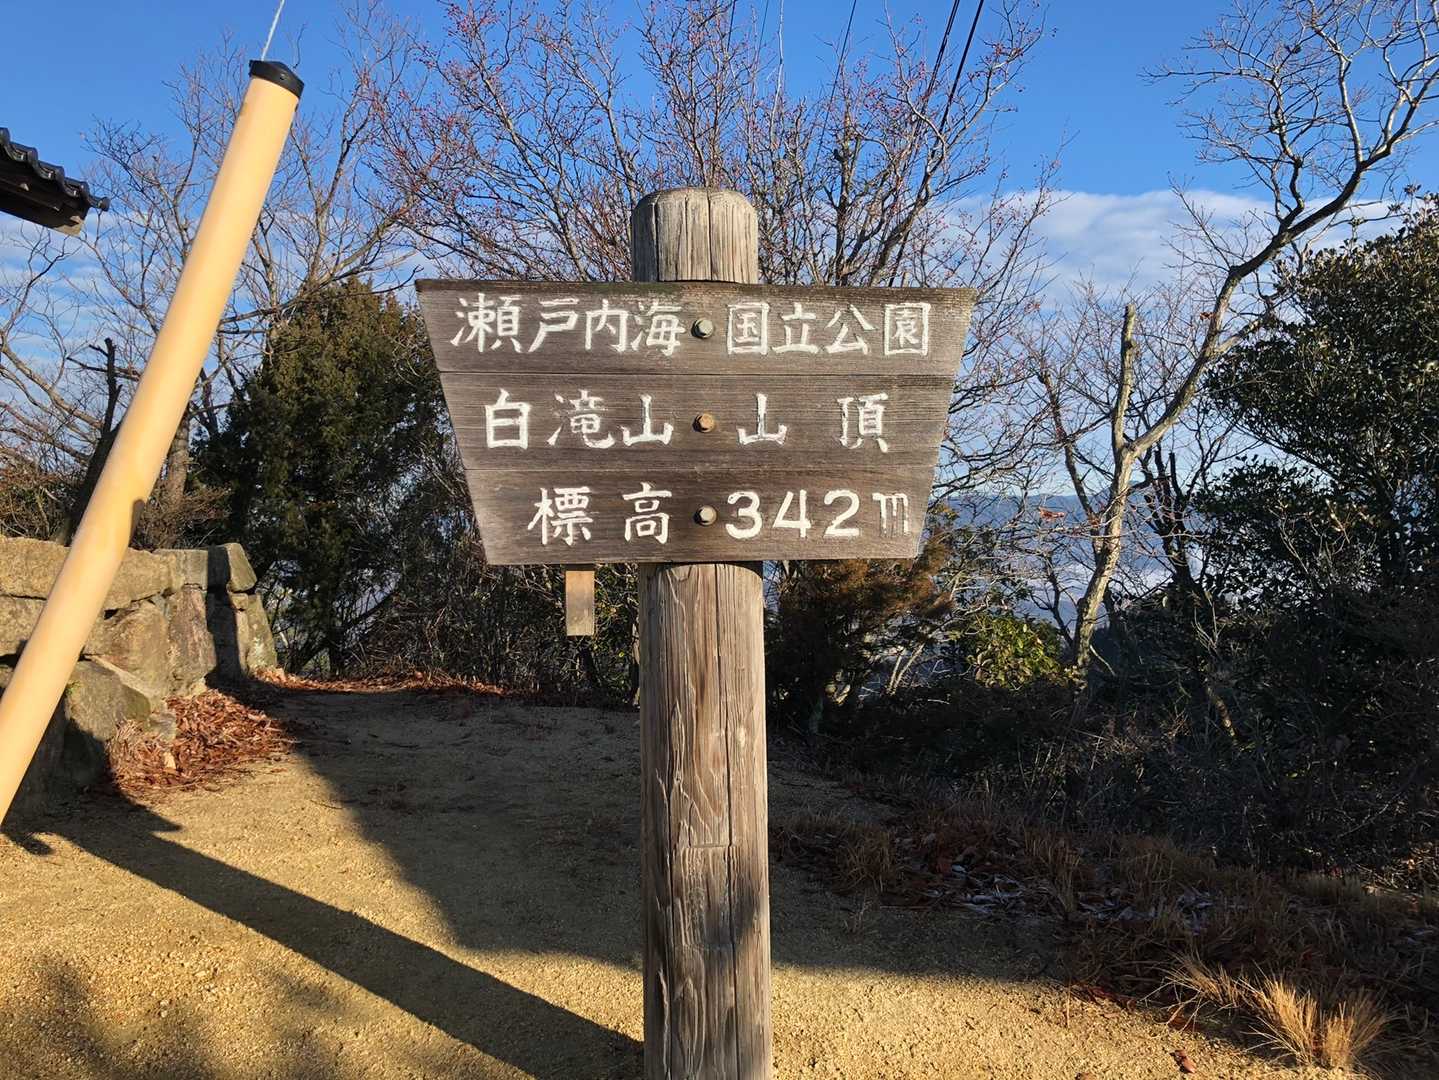 瀬戸内海国立公園
白滝山 山頂
標高 342m